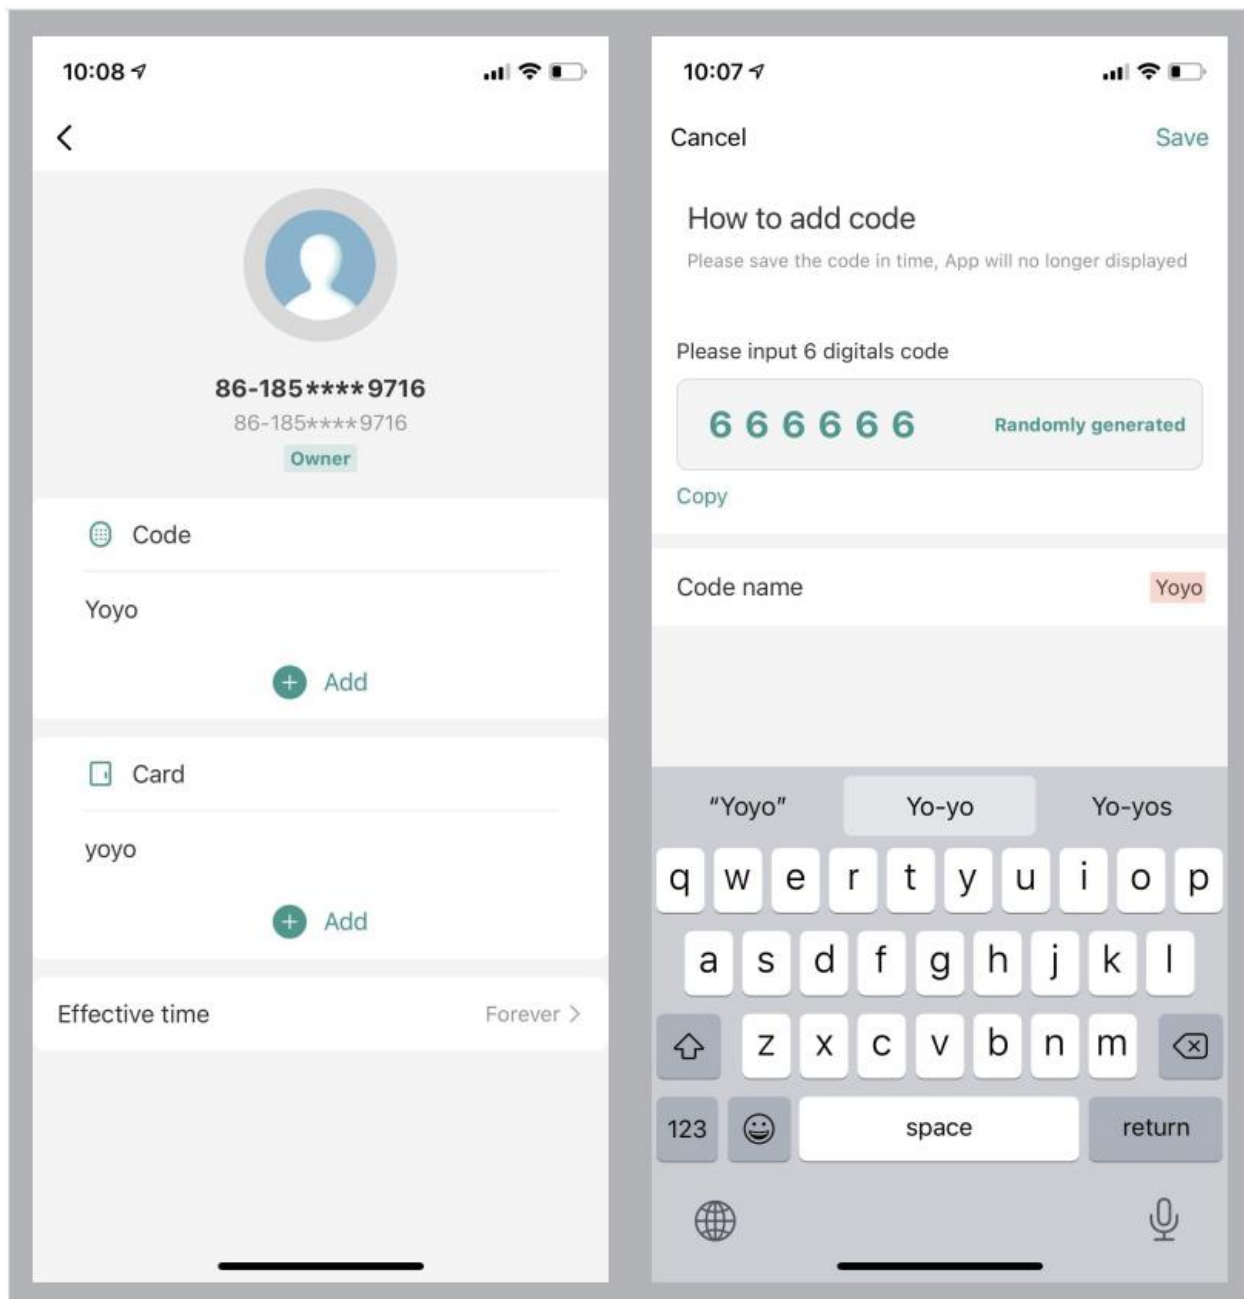 10:08
86-185****9716
86-185****9716
Owner
Code
Yoyo
Add
Card
yoyo
Add
Effective time Forever
10:07
Cancel Save
How to add code
Please save the code in time, App will no longer displayed
Please input 6 digitals code
6 6 6 6 6 6 Randomly generated
Copy
Code name Yoyo
“Yoyo” Yo-yo Yo-yos
q w e r t y u i o p
a s d f g h j k l
z x c v b n m
123 space return